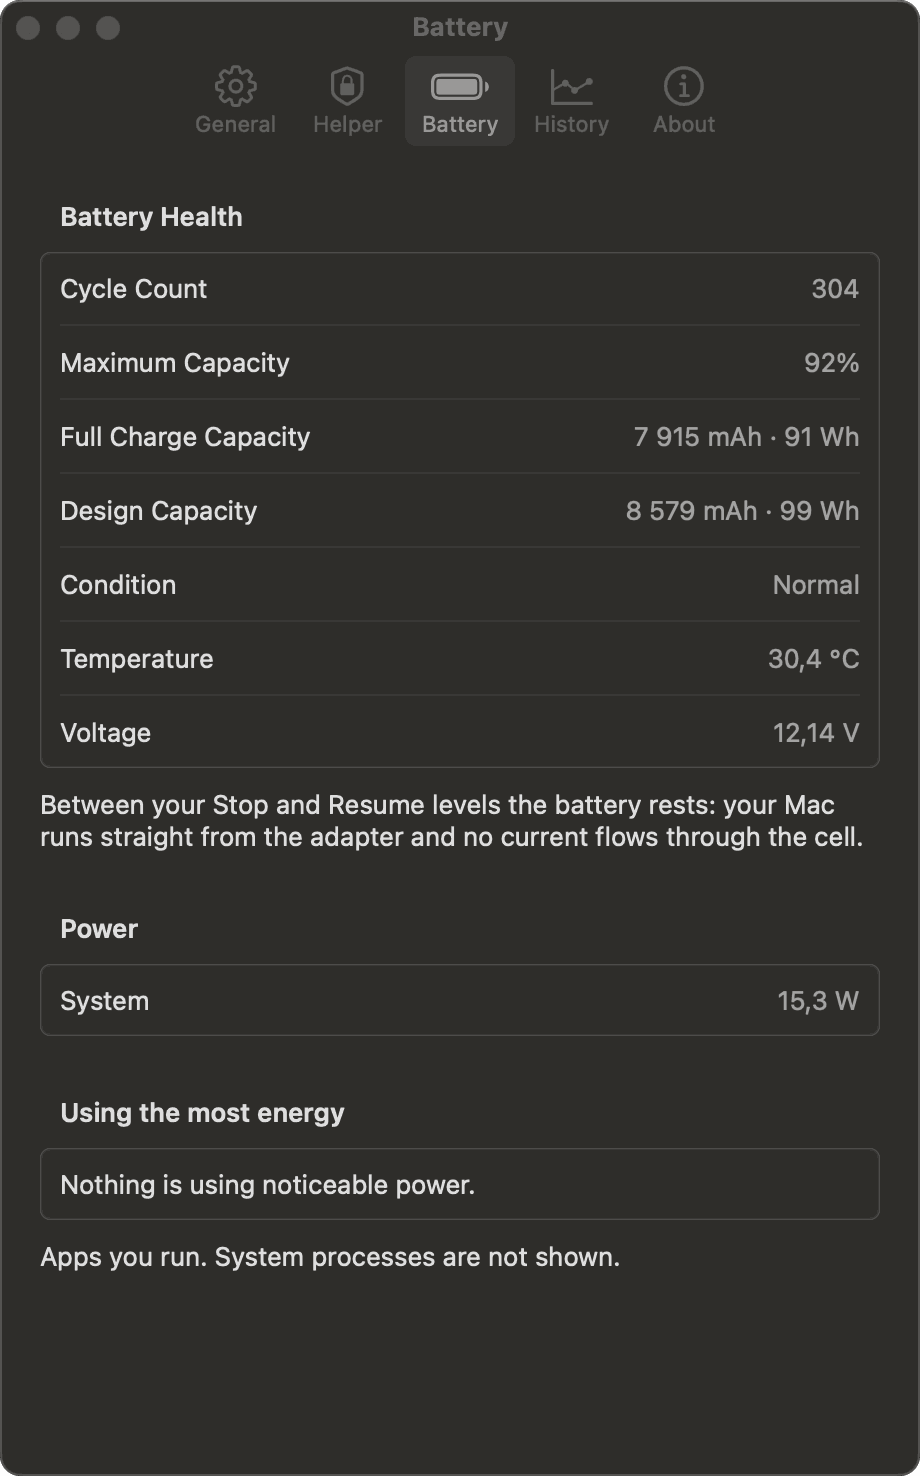 Battery
General
Helper
Battery
History
About
Battery Health
Cycle Count 304
Maximum Capacity 92%
Full Charge Capacity 7 915 mAh · 91 Wh
Design Capacity 8 579 mAh · 99 Wh
Condition Normal
Temperature 30,4 °C
Voltage 12,14 V
Between your Stop and Resume levels the battery rests: your Mac
runs straight from the adapter and no current flows through the cell.
Power
System 15,3 W
Using the most energy
Nothing is using noticeable power.
Apps you run. System processes are not shown.